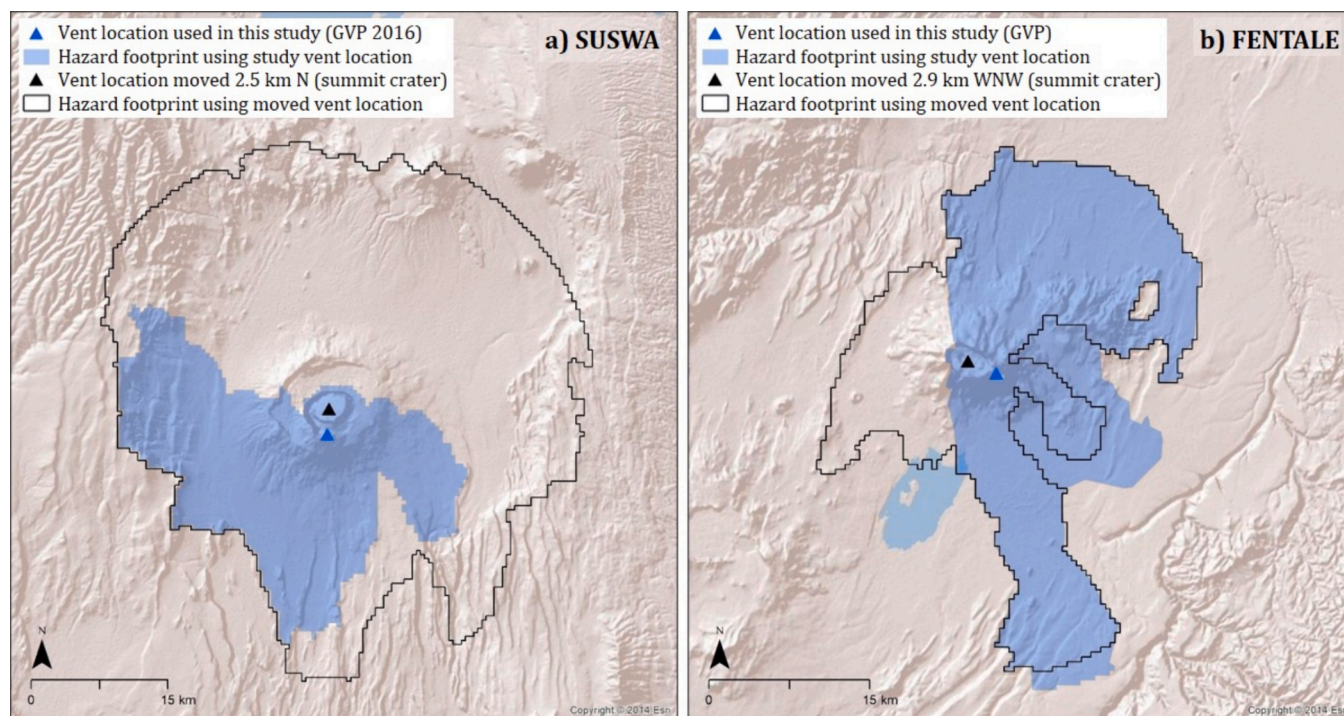 Vent location used in this study (GVP 2016)
Hazard footprint using study vent location
Vent location moved 2.5 km N (summit crater)
Hazard footprint using moved vent location
a) SUSWA
N
0 15 km
Copyright © 2014 Esri
Vent location used in this study (GVP)
Hazard footprint using study vent location
Vent location moved 2.9 km WNW (summit crater)
Hazard footprint using moved vent location
b) FENTALE
N
0 15 km
Copyright © 2014 Esri